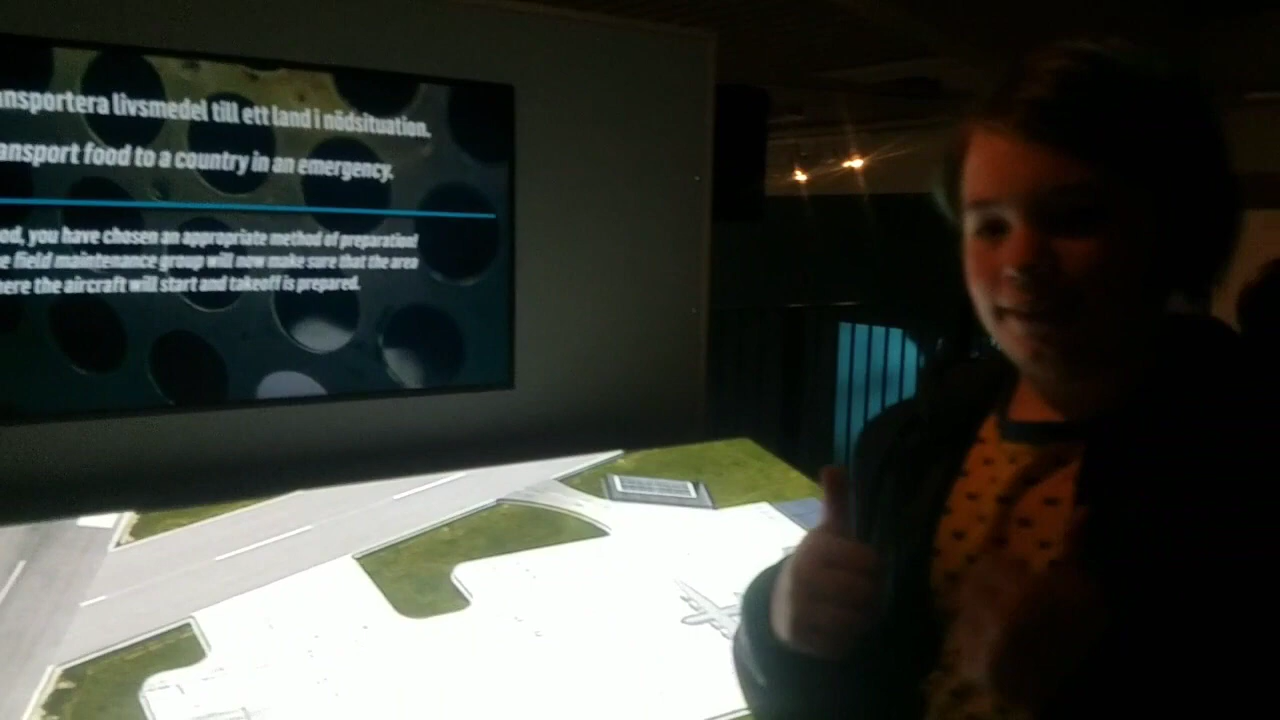 ansportera livsmedel till ett land i nödsituation.
ansport food to a country in an emergency.
od, you have chosen an appropriate method of preparation!
e field maintenance group will now make sure that the area
here the aircraft will start and takeoff is prepared.